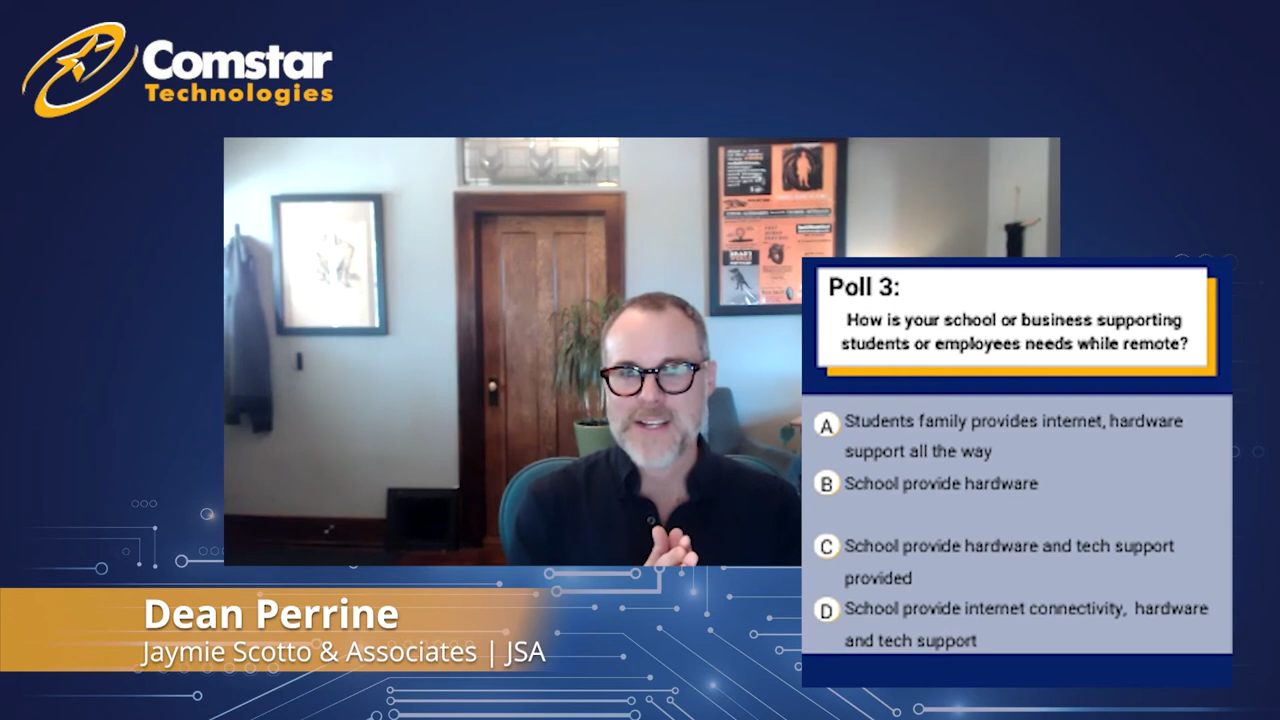 Comstar
Technologies
Poll 3:
How is your school or business supporting
students or employees needs while remote?
A Students family provides internet, hardware
support all the way
B School provide hardware
C School provide hardware and tech support
provided
D School provide internet connectivity, hardware
and tech support
Dean Perrine
Jaymie Scotto & Associates | JSA